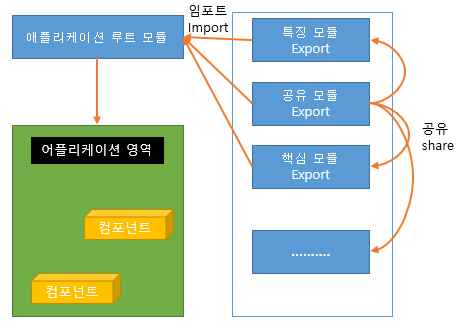 애플리케이션 루트 모듈
임포트
Import
특징 모듈
Export
공유 모듈
Export
공유
share
핵심 모듈
Export
..........
어플리케이션 영역
컴포넌트
컴포넌트